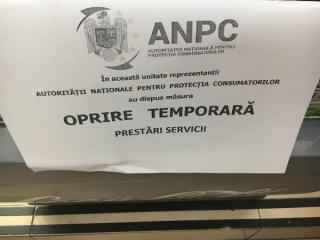 ANPC
AUTORITATEA NAȚIONALĂ PENTRU
PROTECȚIA CONSUMATORILOR
În această unitate reprezentanții
AUTORITĂȚII NAȚIONALE PENTRU PROTECȚIA CONSUMATORILOR
au dispus măsura
OPRIRE TEMPORARĂ
PRESTĂRI SERVICII